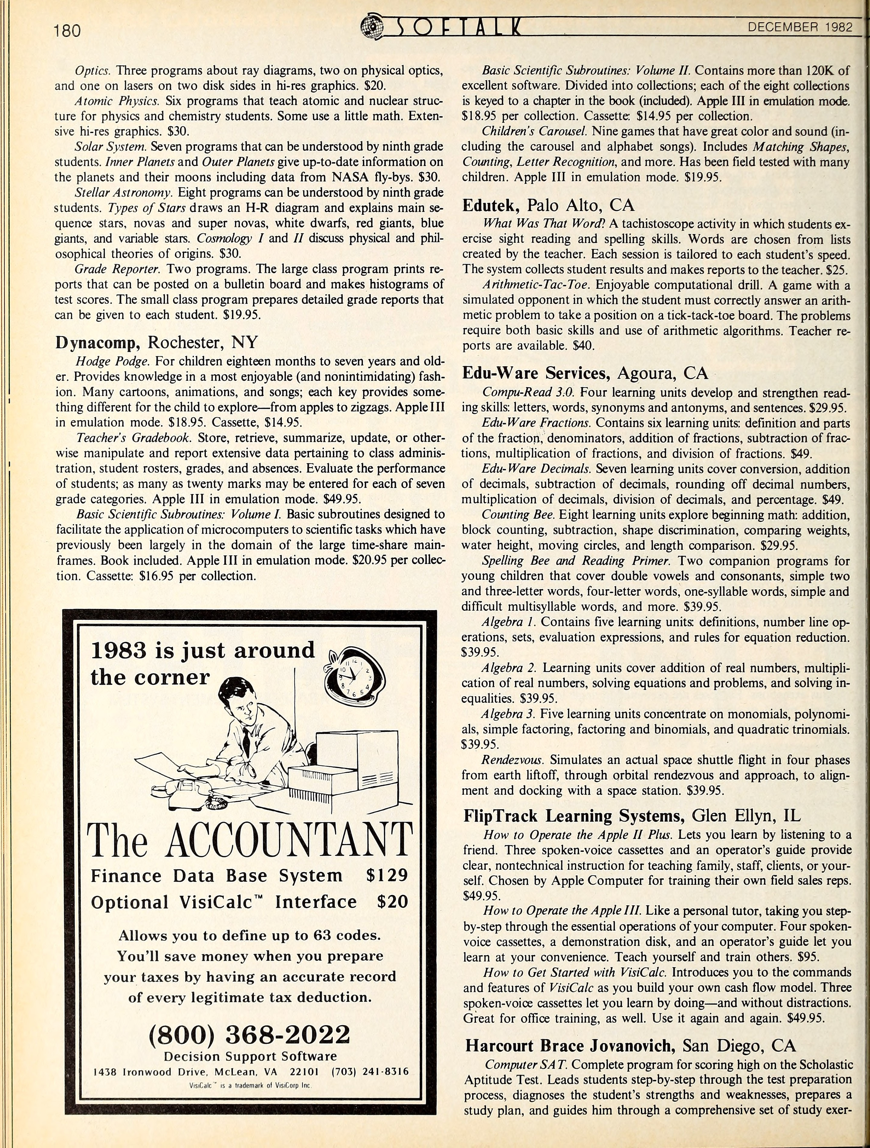 180
SOFTALK
DECEMBER 1982
Optics. Three programs about ray diagrams, two on physical optics,
and one on lasers on two disk sides in hi-res graphics. $20.
Atomic Physics. Six programs that teach atomic and nuclear struc-
ture for physics and chemistry students. Some use a little math. Exten-
sive hi-res graphics. $30.
Solar System. Seven programs can be understood by ninth grade
students. Inner Planets and Outer Planets give up-to-date information on
the planets and their moons including data from NASA fly-bys. $30.
Stellar Astronomy. Eight programs can be understood by ninth grade
students. Types of Stars draws an H-R diagram and explains main se-
quence stars, novas and super novas, white dwarfs, red giants, blue
giants, and variable stars. Cosmology I and II discuss physical and phil-
osophical theories of origins. $30.
Grade Reporter. Two programs. The large class program prints re-
ports that can be posted on a bulletin board and makes histograms of
test scores. The small class program prepares detailed grade reports that
can be given to each student. $19.95.
Dynacomp, Rochester, NY
Hodge Podge. For children eighteen months to seven years and old-
er. Provides knowledge in a most enjoyable (and nonintimidating) fash-
ion. Many cartoons, animations, and songs; each key provides some-
thing different for the child to explore—from apples to zigzags. Apple III
in emulation mode. $18.95. Cassette, $14.95.
Teacher's Gradebook. Store, retrieve, summarize, update, or other-
wise manipulate and report extensive data pertaining to class adminis-
tration, student rosters, grades, and absences. Evaluate the performance
of students; as many as twenty marks may be entered for each of seven
grade categories. Apple III in emulation mode. $49.95.
Basic Scientific Subroutines: Volume I. Basic subroutines designed to
facilitate the application of microcomputers to scientific tasks which have
previously been largely in the domain of the large time-share main-
frames. Book included. Apple III in emulation mode. $20.95 per collec-
tion. Cassette: $16.95 per collection.
1983 is just around
the corner
The ACCOUNTANT
Finance Data Base System $129
Optional VisiCalc™ Interface $20
Allows you to define up to 63 codes.
You'll save money when you prepare
your taxes by having an accurate record
of every legitimate tax deduction.
(800) 368-2022
Decision Support Software
1438 Ironwood Drive, McLean, VA 22101 (703) 241-8316
VisiCalc™ is a trademark of VisiCorp Inc.
Basic Scientific Subroutines: Volume II. Contains more than 120K of
excellent software. Divided into collections; each of the eight collections
is keyed to a chapter in the book (included). Apple III in emulation mode.
$18.95 per collection. Cassette: $14.95 per collection.
Children's Carousel. Nine games that have great color and sound (in-
cluding the carousel and alphabet songs). Includes Matching Shapes,
Counting, Letter Recognition, and more. Has been field tested with many
children. Apple III in emulation mode. $19.95.
Edutek, Palo Alto, CA
What Was That Word? A tachistoscope activity in which students ex-
ercise sight reading and spelling skills. Words are chosen from lists
created by the teacher. Each session is tailored to each student's speed.
The system collects student results and makes reports to the teacher. $25.
Arithmetic-Tac-Toe. Enjoyable computational drill. A game with a
simulated opponent in which the student must correctly answer an arith-
metic problem to take a position on a tick-tack-toe board. The problems
require both basic skills and use of arithmetic algorithms. Teacher re-
ports are available. $40.
Edu-Ware Services, Agoura, CA
Compu-Read 3.0. Four learning units develop and strengthen read-
ing skills: letters, words, synonyms and antonyms, and sentences. $29.95.
Edu-Ware Fractions. Contains six learning units: definition and parts
of the fraction, denominators, addition of fractions, subtraction of frac-
tions, multiplication of fractions, and division of fractions. $49.
Edu-Ware Decimals. Seven learning units cover conversion, addition
of decimals, subtraction of decimals, rounding off decimal numbers,
multiplication of decimals, division of decimals, and percentage. $49.
Counting Bee. Eight learning units explore beginning math: addition,
block counting, subtraction, shape discrimination, comparing weights,
water height, moving circles, and length comparison. $29.95.
Spelling Bee and Reading Primer. Two companion programs for
young children that cover double vowels and consonants, simple two
and three-letter words, four-letter words, one-syllable words, simple and
difficult multisyllable words, and more. $39.95.
Algebra 1. Contains five learning units: definitions, number line op-
erations, sets, evaluation expressions, and rules for equation reduction.
$39.95.
Algebra 2. Learning units cover addition of real numbers, multipli-
cation of real numbers, solving equations and problems, and solving in-
equalities. $39.95.
Algebra 3. Five learning units concentrate on monomials, polynomi-
als, simple factoring, factoring and binomials, and quadratic trinomials.
$39.95.
Rendezvous. Simulates an actual space shuttle flight in four phases
from earth liftoff, through orbital rendezvous and approach, to align-
ment and docking with a space station. $39.95.
FlipTrack Learning Systems, Glen Ellyn, IL
How to Operate the Apple II Plus. Lets you learn by listening to a
friend. Three spoken-voice cassettes and an operator's guide provide
clear, nontechnical instruction for teaching family, staff, clients, or your-
self. Chosen by Apple Computer for training their own field sales reps.
$49.95.
How to Operate the Apple III. Like a personal tutor, taking you step-
by-step through the essential operations of your computer. Four spoken-
voice cassettes, a demonstration disk, and an operator's guide let you
learn at your convenience. Teach yourself and train others. $95.
How to Get Started with VisiCalc. Introduces you to the commands
and features of VisiCalc as you build your own cash flow model. Three
spoken-voice cassettes let you learn by doing—and without distractions.
Great for office training, as well. Use it again and again. $49.95.
Harcourt Brace Jovanovich, San Diego, CA
Computer SAT. Complete program for scoring high on the Scholastic
Aptitude Test. Leads students step-by-step through the test preparation
process, diagnoses the student's strengths and weaknesses, prepares a
study plan, and guides him through a comprehensive set of study exer-